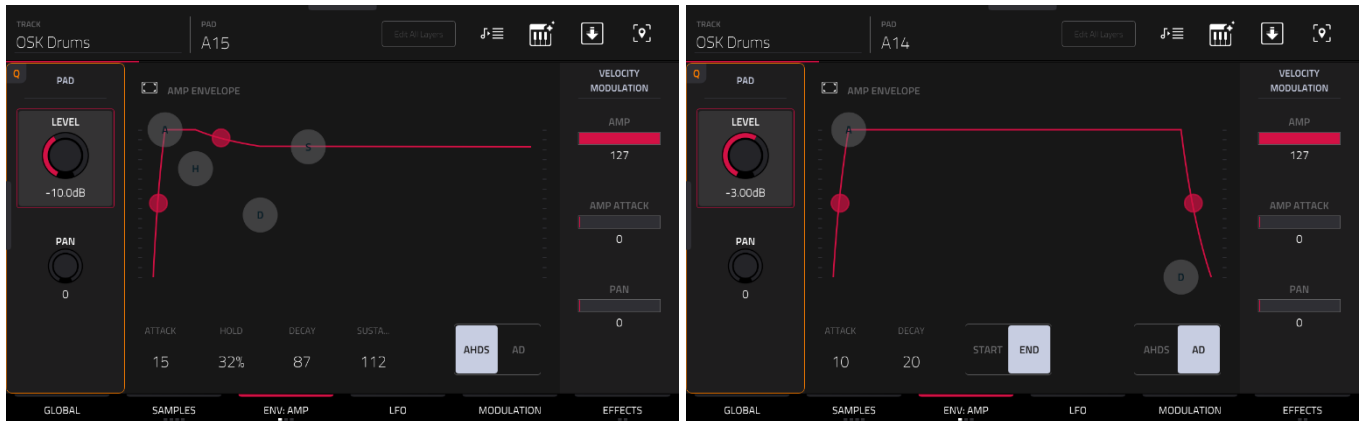 TRACK
OSK Drums
PAD
A15
Edit All Layers
Q
PAD
LEVEL
-10.0dB
PAN
0
AMP ENVELOPE
A
H
D
S
ATTACK HOLD DECAY SUSTA...
15 32% 87 112
AHDS AD
VELOCITY
MODULATION
AMP
127
AMP ATTACK
0
PAN
0
GLOBAL SAMPLES ENV: AMP LFO MODULATION EFFECTS
TRACK
OSK Drums
PAD
A14
Edit All Layers
Q
PAD
LEVEL
-3.00dB
PAN
0
AMP ENVELOPE
A
D
ATTACK DECAY
10 20
START END
AHDS AD
VELOCITY
MODULATION
AMP
127
AMP ATTACK
0
PAN
0
GLOBAL SAMPLES ENV: AMP LFO MODULATION EFFECTS